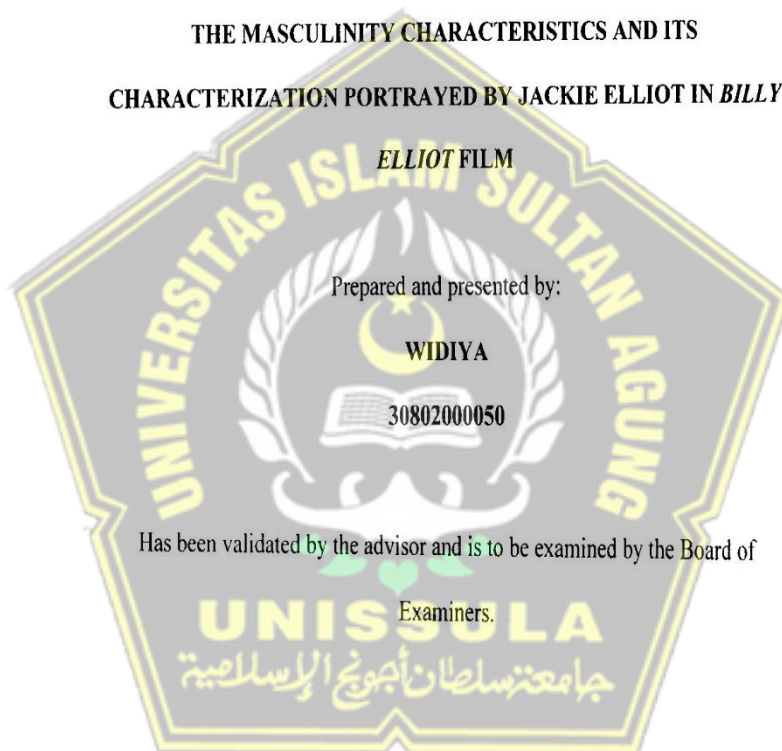 THE MASCULINITY CHARACTERISTICS AND ITS
CHARACTERIZATION PORTRAYED BY JACKIE ELLIOT IN BILLY
ELLIOT FILM
UNIVERSITAS ISLAM SULTAN AGUNG
Prepared and presented by:
WIDIYA
30802000050
Has been validated by the advisor and is to be examined by the Board of
Examiners.
UNISSULA
جامعنسلطان أجونج الإسلامية